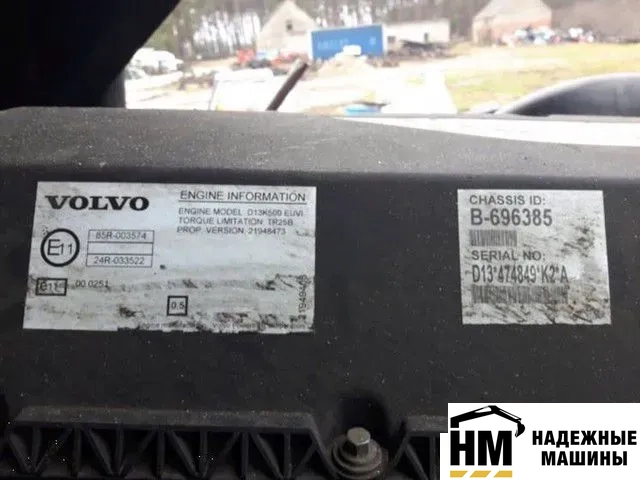 VOLVO
ENGINE INFORMATION
ENGINE MODEL: D13K500 EUVI
TORQUE LIMITATION: TR25B
PROP. VERSION: 21948473
E11
85R-003574
24R-033522
e11
00 0251
0.5
CHASSIS ID:
B-696385
SERIAL NO:
D13*474849*K2*A
НМ
НАДЕЖНЫЕ
МАШИНЫ